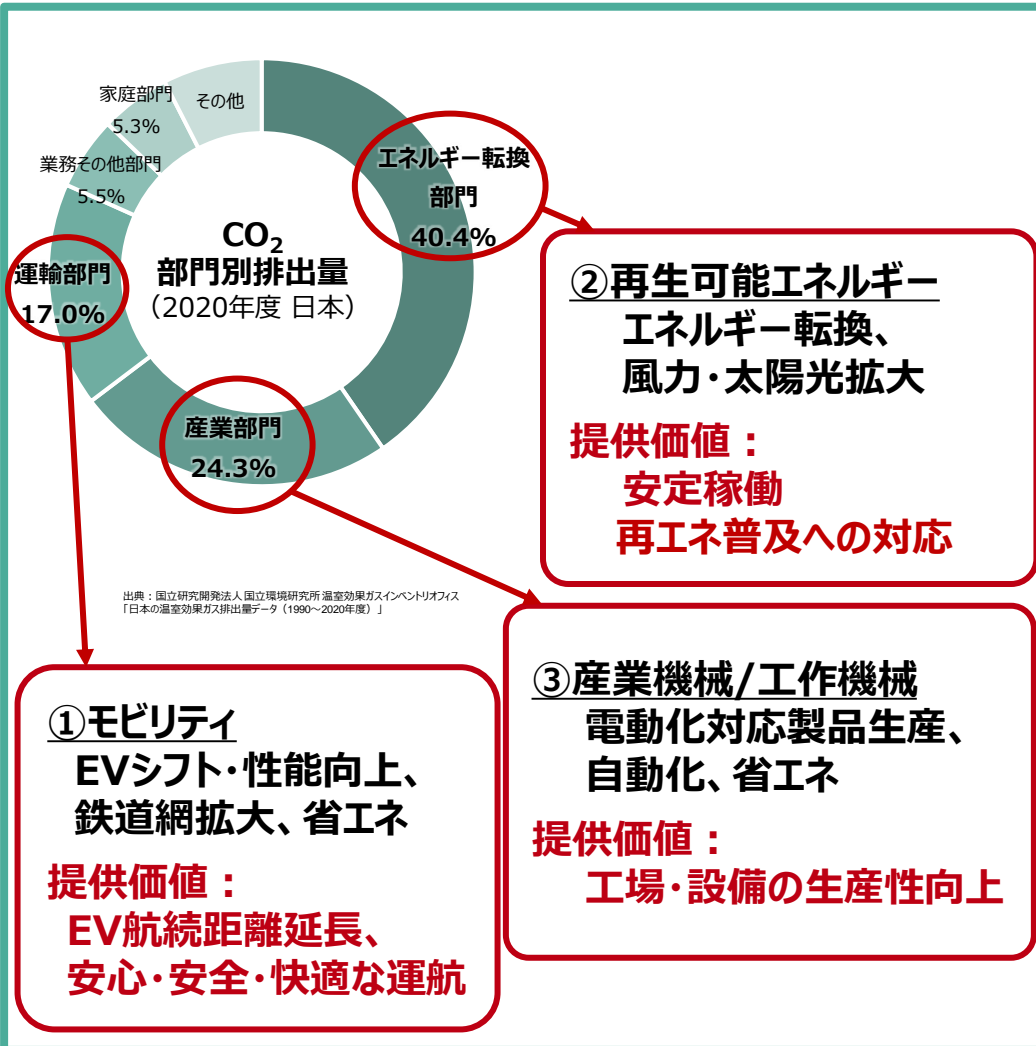 家庭部門
5.3%
その他
業務その他部門
5.5%
エネルギー転換
部門
40.4%
運輸部門
17.0%
CO₂
部門別排出量
（2020年度 日本）
産業部門
24.3%
出典：国立研究開発法人 国立環境研究所 温室効果ガスインベントリオフィス
「日本の温室効果ガス排出量データ（1990～2020年度）」
②再生可能エネルギー
エネルギー転換、
風力・太陽光拡大
提供価値：
安定稼働
再エネ普及への対応
①モビリティ
EVシフト・性能向上、
鉄道網拡大、省エネ
提供価値：
EV航続距離延長、
安心・安全・快適な運航
③産業機械/工作機械
電動化対応製品生産、
自動化、省エネ
提供価値：
工場・設備の生産性向上